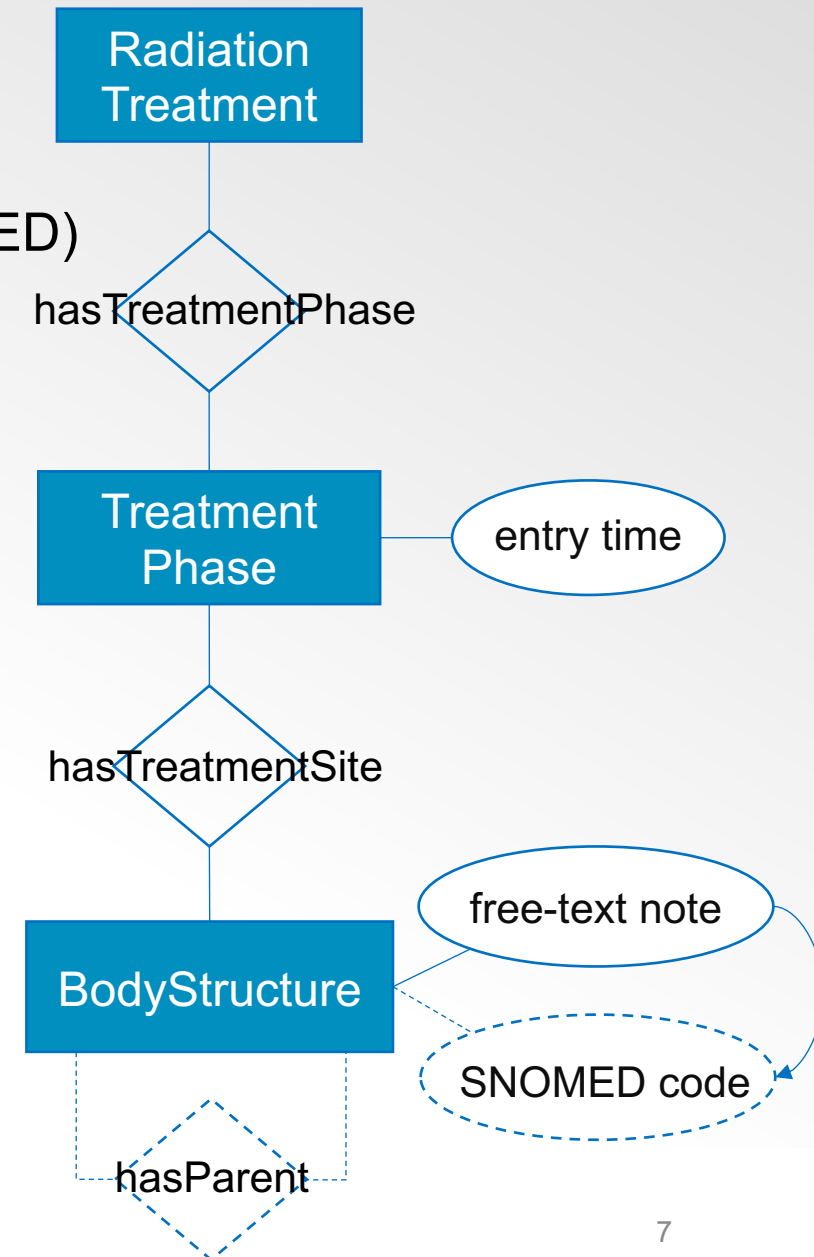 Radiation
Treatment
ED)
hasTreatmentPhase
Treatment
Phase
entry time
hasTreatmentSite
free-text note
BodyStructure
SNOMED code
hasParent
7